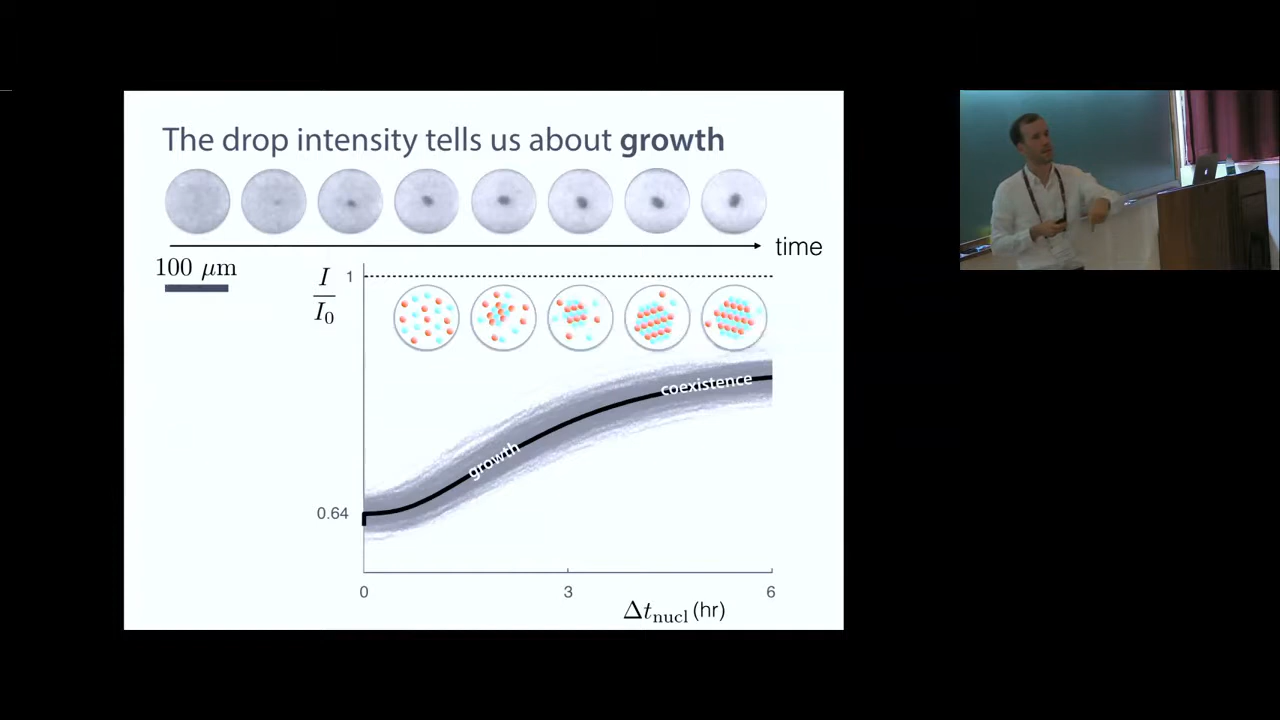 The drop intensity tells us about growth
time
100 μm
I
I0
1
coexistence
growth
0.64
0
3
6
Δtnucl (hr)